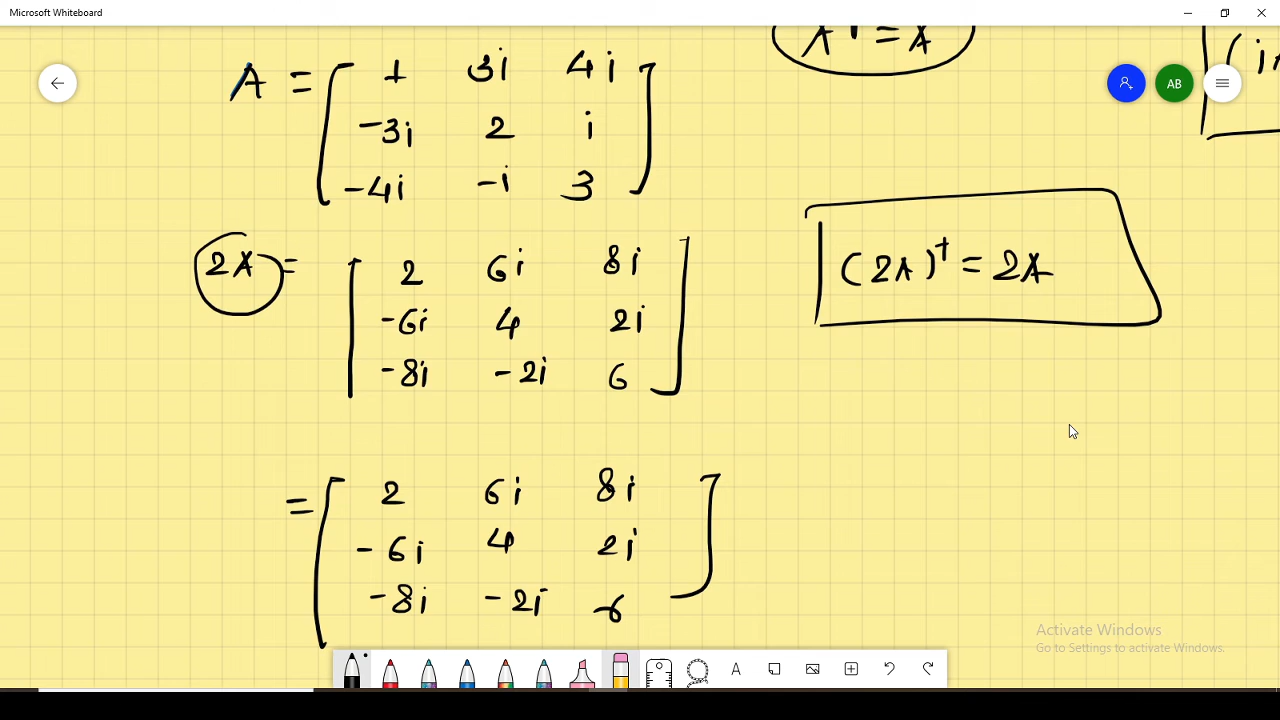 Microsoft Whiteboard
A† = A
(iA
AB
A = [ 1 3i 4i
-3i 2 i
-4i -i 3 ]
2A = [ 2 6i 8i
-6i 4 2i
-8i -2i 6 ]
(2A)† = 2A
= [ 2 6i 8i ]
-6i 4 2i
-8i -2i 6
Activate Windows
Go to Settings to activate Windows.
A